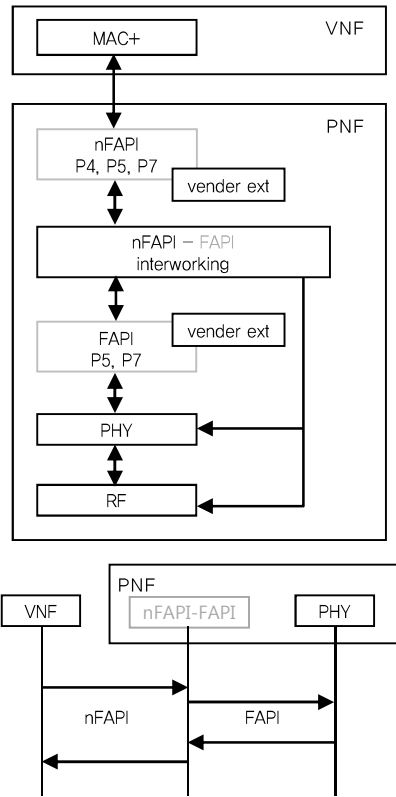 VNF
MAC+
PNF
nFAPI
P4, P5, P7
vender ext
nFAPI - FAPI
interworking
vender ext
FAPI
P5, P7
PHY
RF
PNF
VNF
nFAPI-FAPI
PHY
nFAPI
FAPI